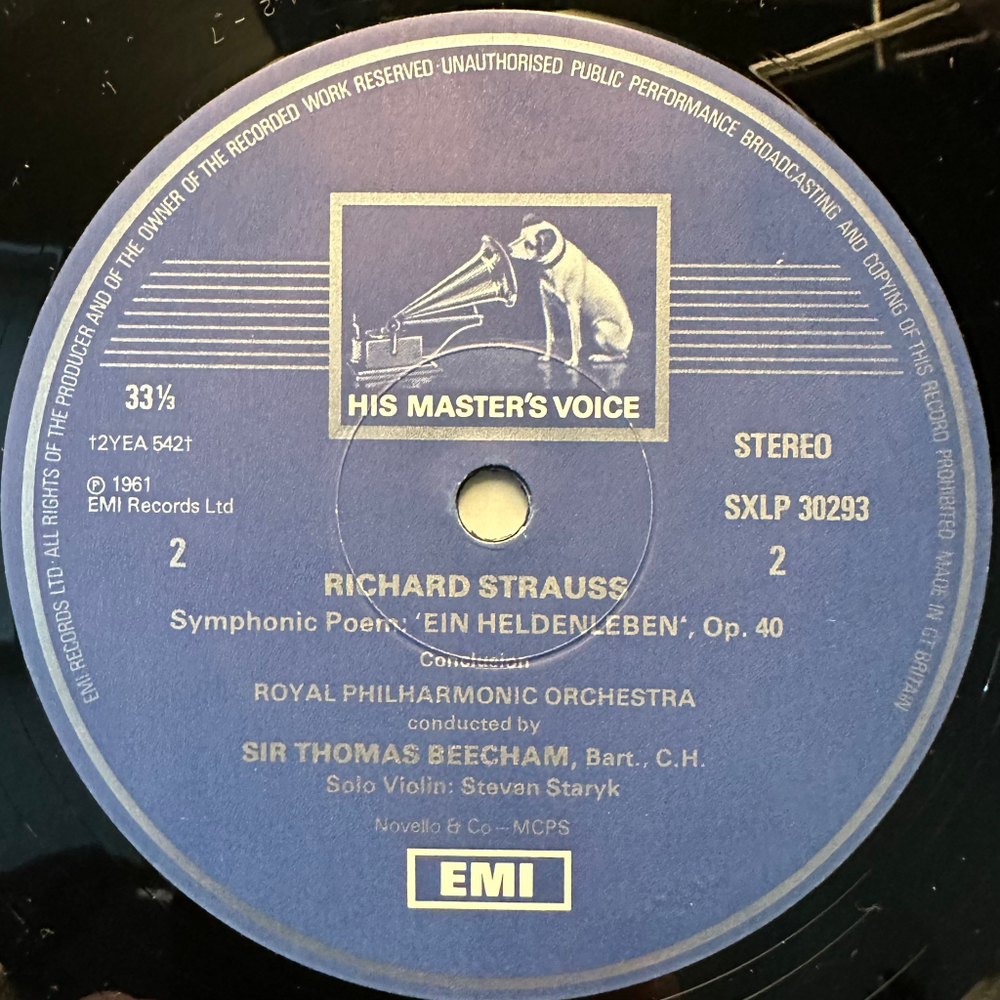 EMI RECORDS LTD · ALL RIGHTS OF THE PRODUCER AND OF THE OWNER OF THE RECORDED WORK RESERVED · UNAUTHORISED PUBLIC PERFORMANCE BROADCASTING AND COPYING OF THIS RECORD PROHIBITED MADE IN GT BRITAIN
HIS MASTER'S VOICE
33⅓
†2YEA 542†
℗ 1961
EMI Records Ltd
2
STEREO
SXLP 30293
2
RICHARD STRAUSS
Symphonic Poem: 'EIN HELDENLEBEN', Op. 40
Conclusion
ROYAL PHILHARMONIC ORCHESTRA
conducted by
SIR THOMAS BEECHAM, Bart., C.H.
Solo Violin: Steven Staryk
Novello & Co—MCPS
EMI